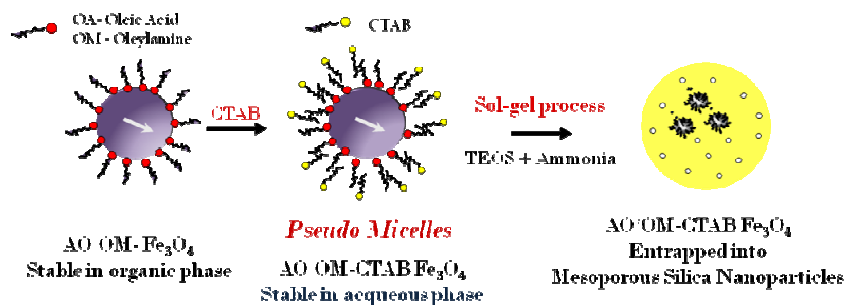 OA- Oleic Acid
OM - Oleylamine
CTAB
CTAB
Sol-gel process
TEOS + Ammonia
AO OM- Fe₃O₄
Stable in organic phase
Pseudo Micelles
AO OM-CTAB Fe₃O₄
Stable in acqueous phase
AO/OM-CTAB Fe₃O₄
Entrapped into
Mesoporous Silica Nanoparticles